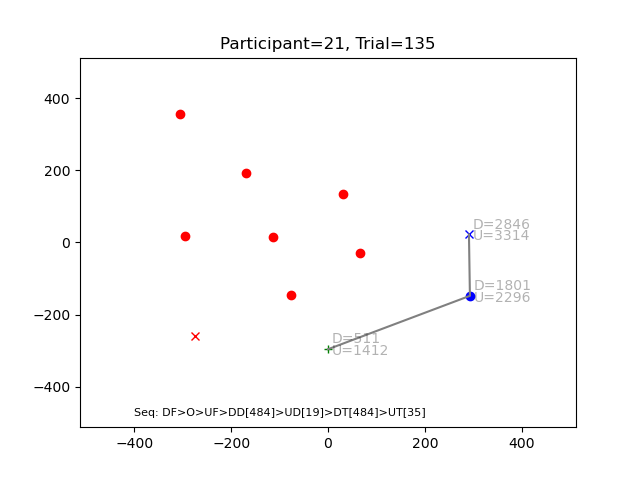 Participant=21, Trial=135
400
200
0
−200
−400
D=2846
U=3314
D=1801
U=2296
D=511
U=1412
Seq: DF>O>UF>DD[484]>UD[19]>DT[484]>UT[35]
−400 −200 0 200 400